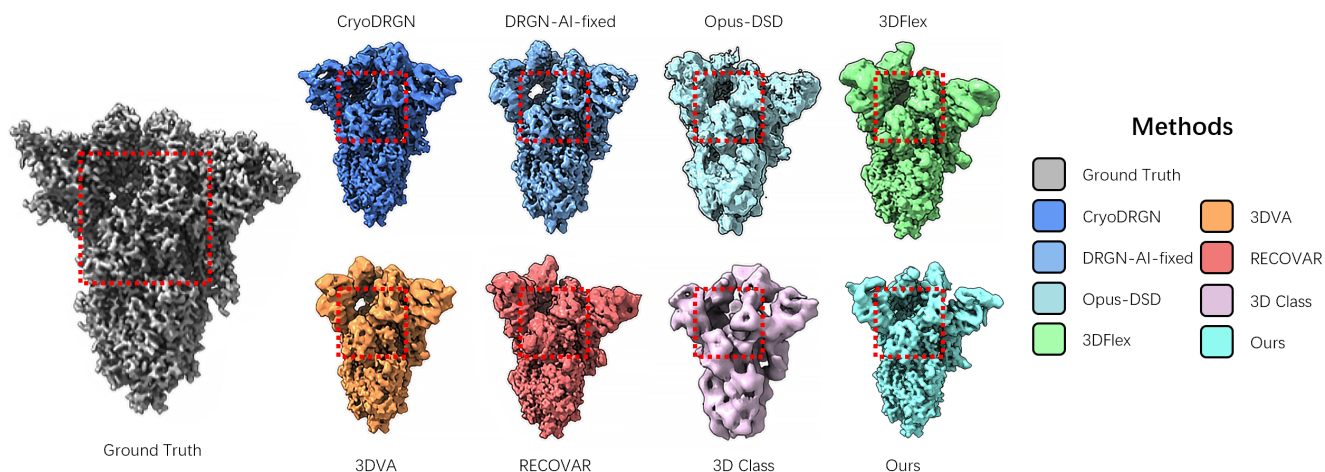 CryoDRGN
DRGN-AI-fixed
Opus-DSD
3DFlex
Ground Truth
3DVA
RECOVAR
3D Class
Ours
Methods
Ground Truth
CryoDRGN
3DVA
DRGN-AI-fixed
RECOVAR
Opus-DSD
3D Class
3DFlex
Ours